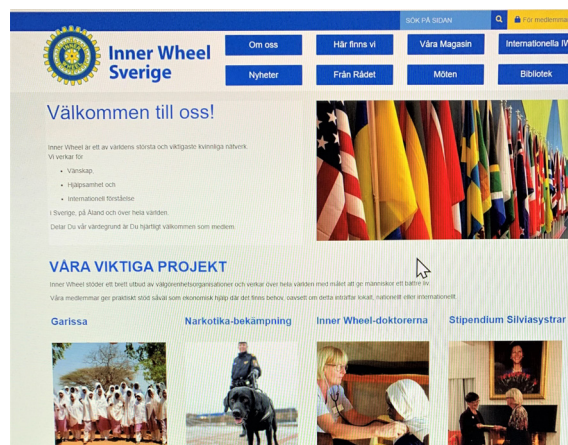 SÖK PÅ SIDAN
För medlemmar
Inner Wheel
Sverige
Om oss
Här finns vi
Våra Magasin
Internationella IW
Nyheter
Från Rådet
Möten
Bibliotek
Välkommen till oss!
Inner Wheel är ett av världens största och viktigaste kvinnliga nätverk.
Vi verkar för
• Vänskap,
• Hjälpsamhet och
• Internationell förståelse
i Sverige, på Åland och över hela världen.
Delar Du vår värdegrund är Du hjärtligt välkommen som medlem.
VÅRA VIKTIGA PROJEKT
Inner Wheel stöder ett brett utbud av välgörenhetsorganisationer och verkar över hela världen med målet att ge människor ett bättre liv.
Våra medlemmar ger praktiskt stöd såväl som ekonomisk hjälp där det finns behov, oavsett om detta inträffar lokalt, nationellt eller internationellt.
Garissa
Narkotika-bekämpning
Inner Wheel-doktorerna
Stipendium Silviasystrar